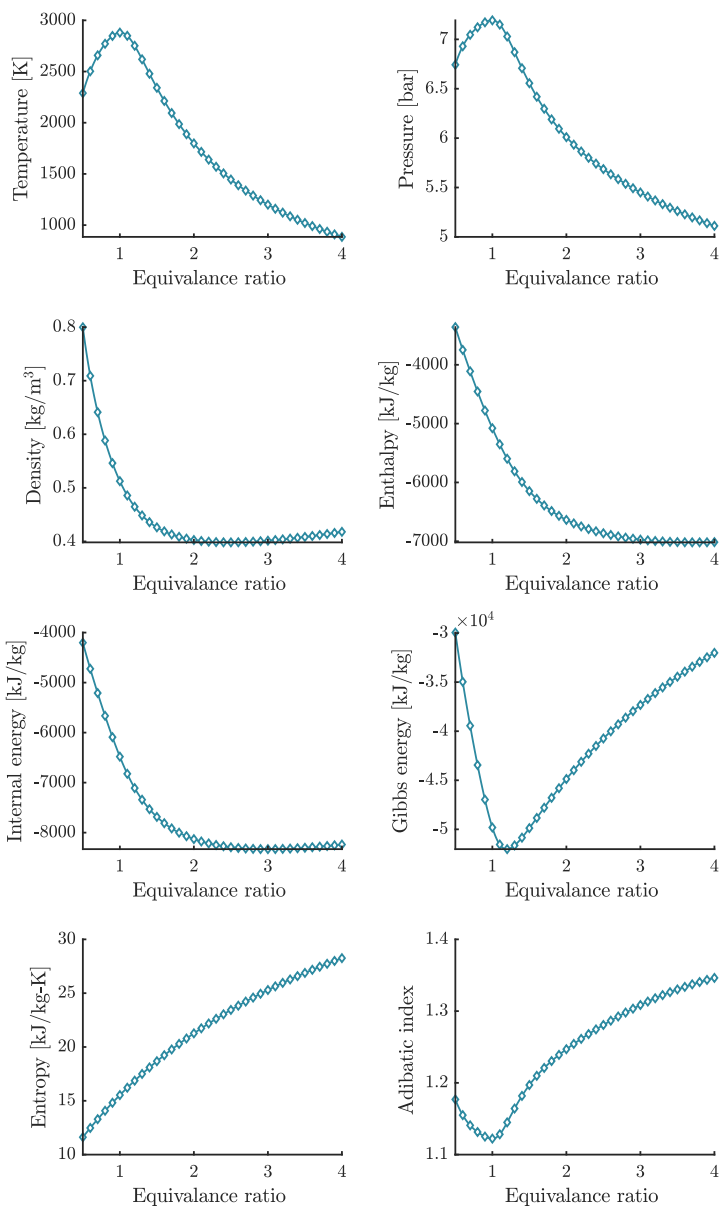 3000
2500
2000
1500
1000
Temperature [K]
1 2 3 4
Equivalance ratio
7
6.5
6
5.5
5
Pressure [bar]
1 2 3 4
Equivalance ratio
0.8
0.7
0.6
0.5
0.4
Density [kg/m³]
1 2 3 4
Equivalance ratio
-4000
-5000
-6000
-7000
Enthalpy [kJ/kg]
1 2 3 4
Equivalance ratio
-4000
-5000
-6000
-7000
-8000
Internal energy [kJ/kg]
1 2 3 4
Equivalance ratio
×10⁴
-3
-3.5
-4
-4.5
-5
Gibbs energy [kJ/kg]
1 2 3 4
Equivalance ratio
30
25
20
15
10
Entropy [kJ/kg-K]
1 2 3 4
Equivalance ratio
1.4
1.3
1.2
1.1
Adibatic index
1 2 3 4
Equivalance ratio